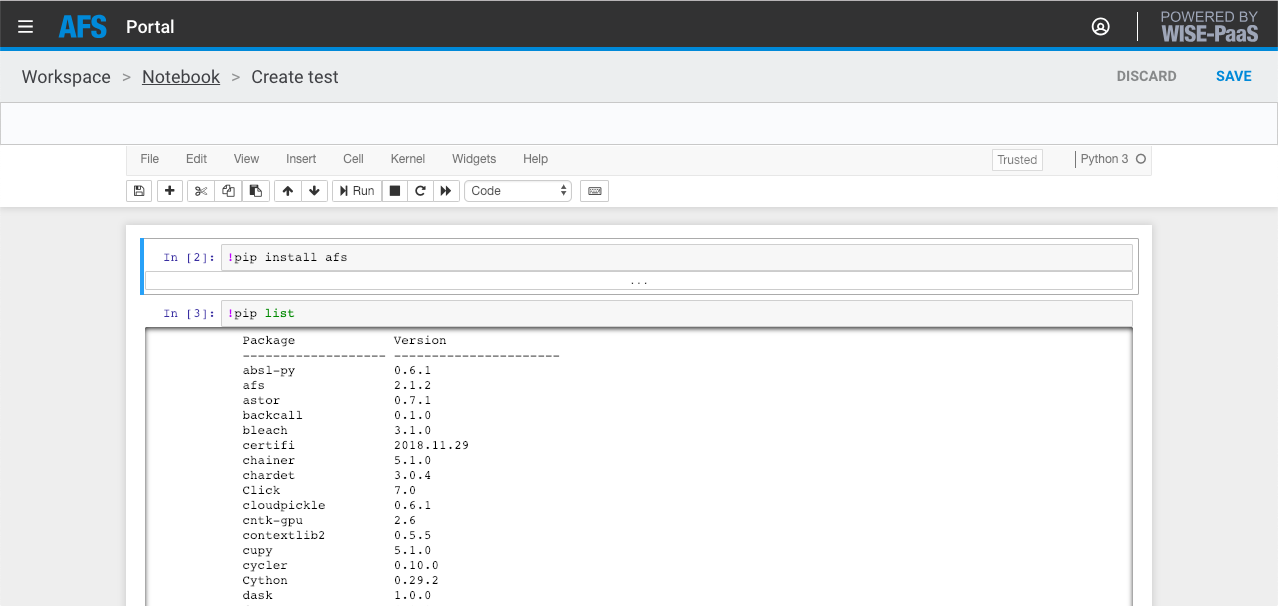 AFS Portal POWERED BY
WISE-PaaS
Workspace > Notebook > Create test DISCARD SAVE
File Edit View Insert Cell Kernel Widgets Help Trusted Python 3
Run Code
In [2]: !pip install afs
...
In [3]: !pip list
Package Version
------------------- ----------------------
absl-py 0.6.1
afs 2.1.2
astor 0.7.1
backcall 0.1.0
bleach 3.1.0
certifi 2018.11.29
chainer 5.1.0
chardet 3.0.4
Click 7.0
cloudpickle 0.6.1
cntk-gpu 2.6
contextlib2 0.5.5
cupy 5.1.0
cycler 0.10.0
Cython 0.29.2
dask 1.0.0